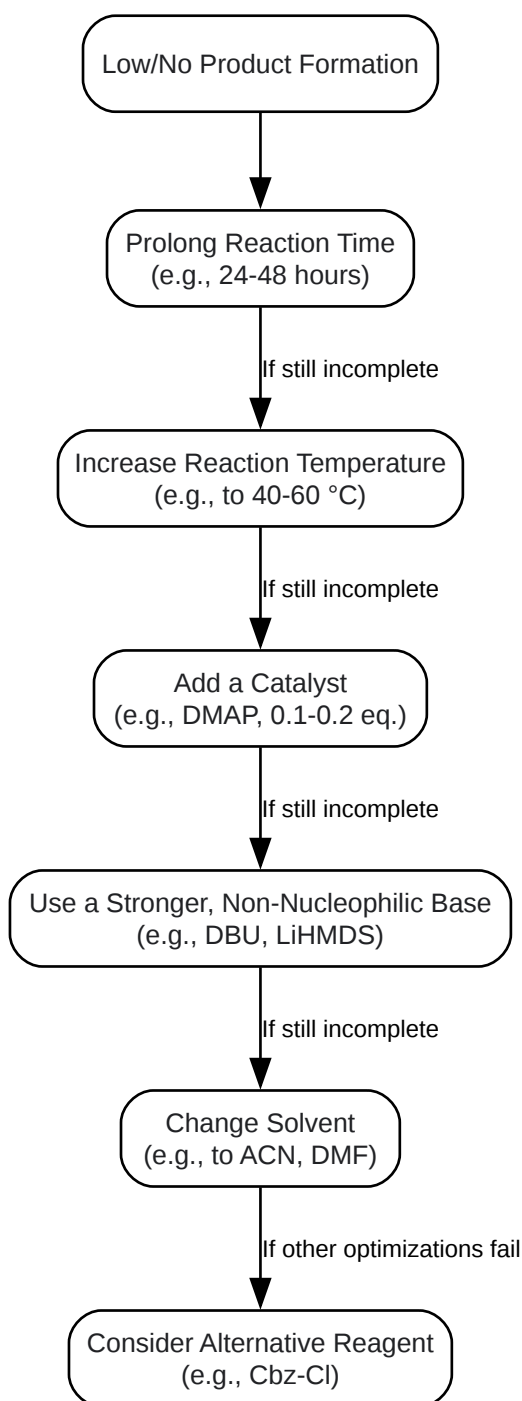 Low/No Product Formation
Prolong Reaction Time
(e.g., 24-48 hours)
If still incomplete
Increase Reaction Temperature
(e.g., to 40-60 °C)
If still incomplete
Add a Catalyst
(e.g., DMAP, 0.1-0.2 eq.)
If still incomplete
Use a Stronger, Non-Nucleophilic Base
(e.g., DBU, LiHMDS)
If still incomplete
Change Solvent
(e.g., to ACN, DMF)
If other optimizations fail
Consider Alternative Reagent
(e.g., Cbz-Cl)